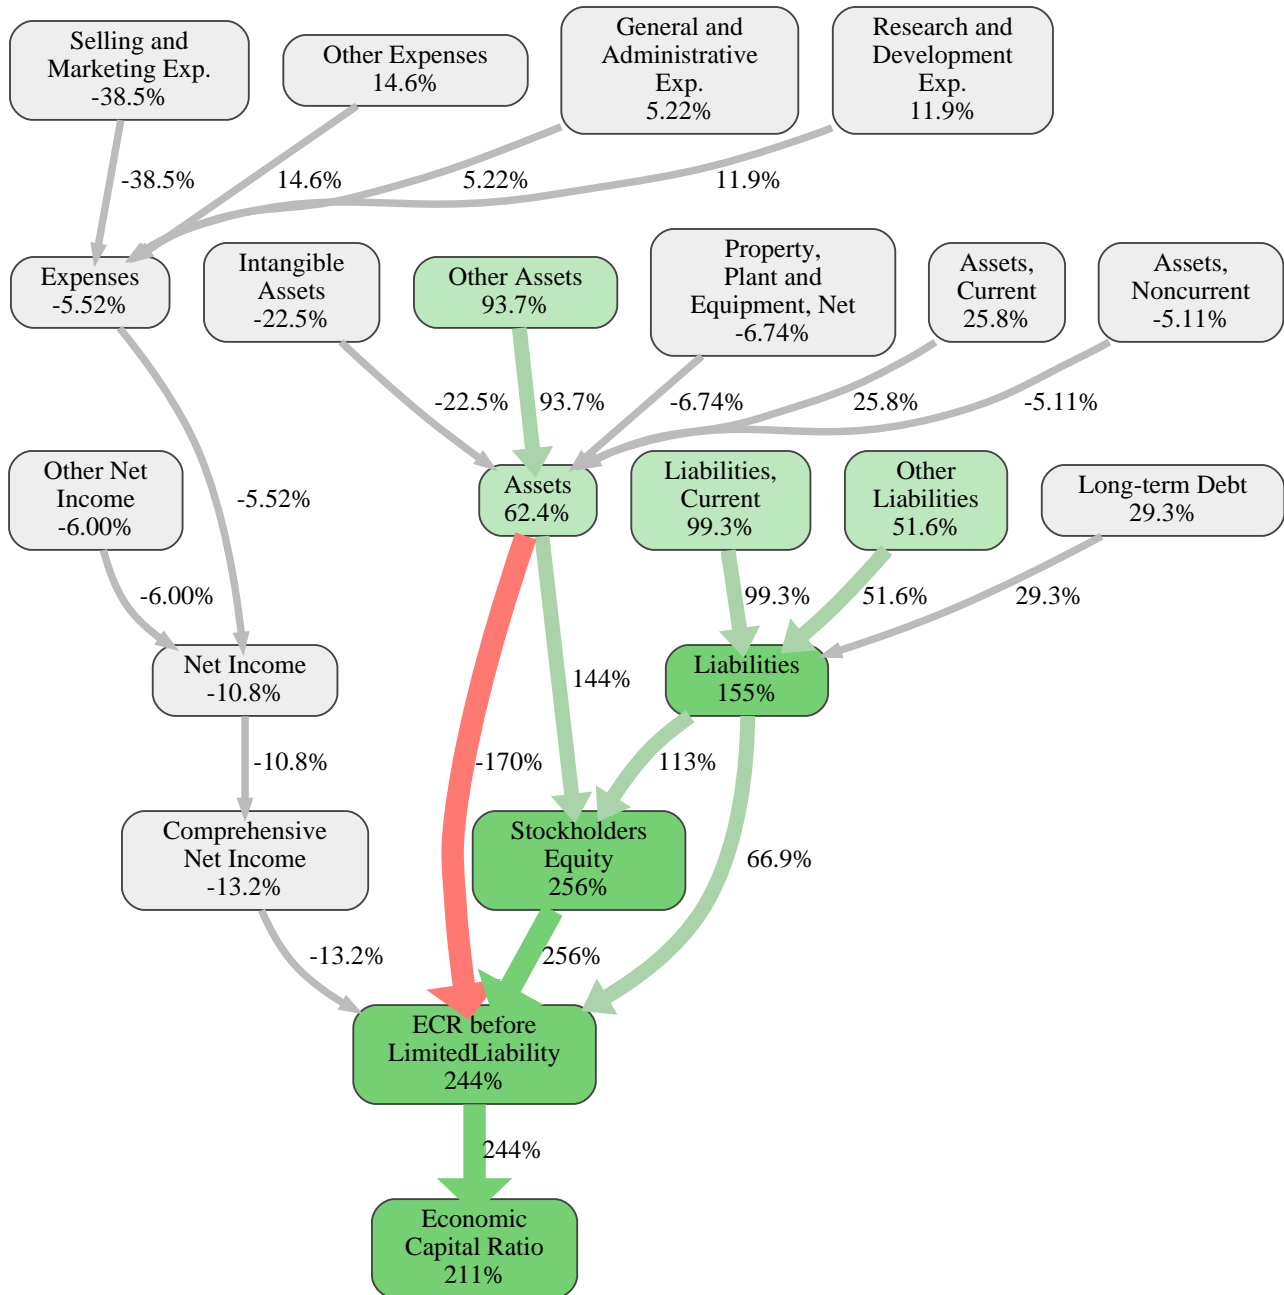 Selling and
Marketing Exp.
-38.5%
Other Expenses
14.6%
General and
Administrative
Exp.
5.22%
Research and
Development
Exp.
11.9%
-38.5%
14.6%
5.22%
11.9%
Expenses
-5.52%
Intangible
Assets
-22.5%
Other Assets
93.7%
Property,
Plant and
Equipment, Net
-6.74%
Assets,
Current
25.8%
Assets,
Noncurrent
-5.11%
-22.5%
93.7%
-6.74%
25.8%
-5.11%
Other Net
Income
-6.00%
-5.52%
Assets
62.4%
Liabilities,
Current
99.3%
Other
Liabilities
51.6%
Long-term Debt
29.3%
-6.00%
99.3%
51.6%
29.3%
Net Income
-10.8%
144%
Liabilities
155%
-10.8%
-170%
113%
Comprehensive
Net Income
-13.2%
Stockholders
Equity
256%
66.9%
-13.2%
256%
ECR before
LimitedLiability
244%
244%
Economic
Capital Ratio
211%